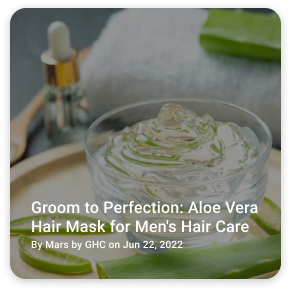 Groom to Perfection: Aloe Vera
Hair Mask for Men's Hair Care
By Mars by GHC on Jun 22, 2022